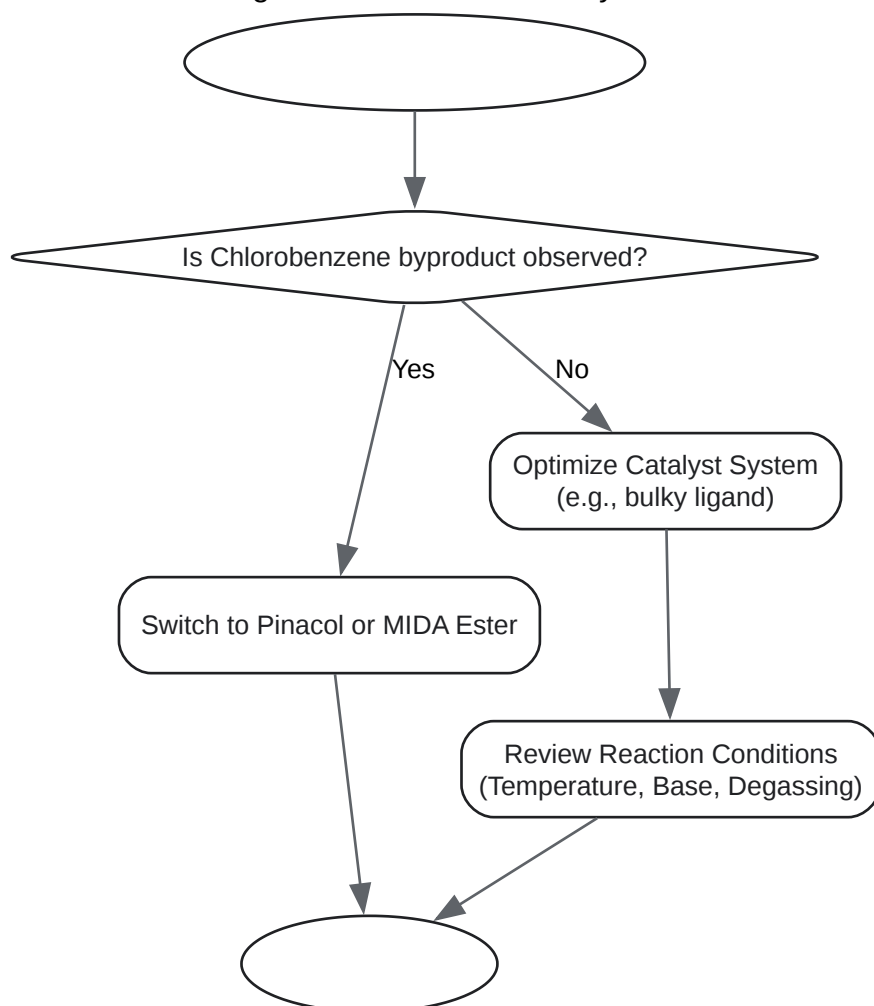 Is Chlorobenzene byproduct observed?
Yes
No
Optimize Catalyst System
(e.g., bulky ligand)
Switch to Pinacol or MIDA Ester
Review Reaction Conditions
(Temperature, Base, Degassing)